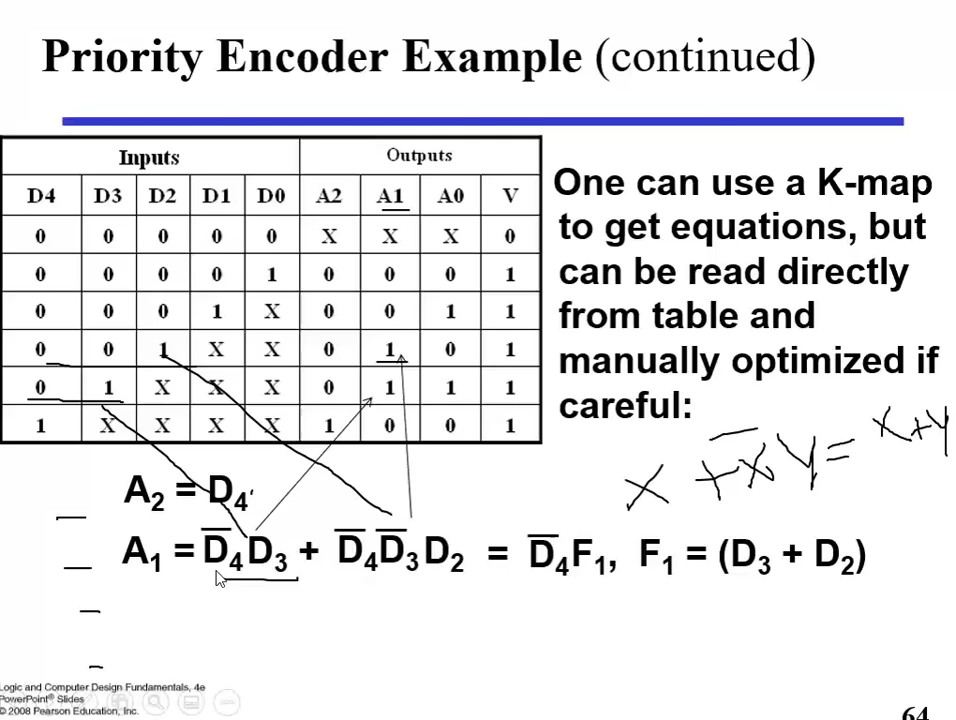 Priority Encoder Example (continued)
Inputs Outputs
D4 D3 D2 D1 D0 A2 A1 A0 V
0 0 0 0 0 X X X 0
0 0 0 0 1 0 0 0 1
0 0 0 1 X 0 0 1 1
0 0 1 X X 0 1 0 1
0 1 X X X 0 1 1 1
1 X X X X 1 0 0 1
One can use a K-map
to get equations, but
can be read directly
from table and
manually optimized if
careful:
X + X̅Y = X+Y
A₂ = D₄
A₁ = D̅₄D₃ + D̅₄D̅₃D₂ = D̅₄F₁, F₁ = (D₃ + D₂)
Logic and Computer Design Fundamentals, 4e
PowerPoint® Slides
© 2008 Pearson Education, Inc.
64